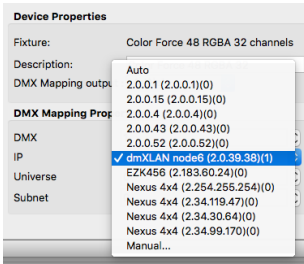 Device Properties
Fixture: Color Force 48 RGBA 32 channels
Description:
DMX Mapping outpu
DMX Mapping Prop
DMX
IP
Universe
Subnet
Auto
2.0.0.1 (2.0.0.1)(0)
2.0.0.15 (2.0.0.15)(0)
2.0.0.4 (2.0.0.4)(0)
2.0.0.43 (2.0.0.43)(0)
2.0.0.52 (2.0.0.52)(0)
✓ dmXLAN node6 (2.0.39.38)(1)
EZK456 (2.183.60.24)(0)
Nexus 4x4 (2.254.255.254)(0)
Nexus 4x4 (2.34.119.47)(0)
Nexus 4x4 (2.34.30.64)(0)
Nexus 4x4 (2.34.99.170)(0)
Manual...